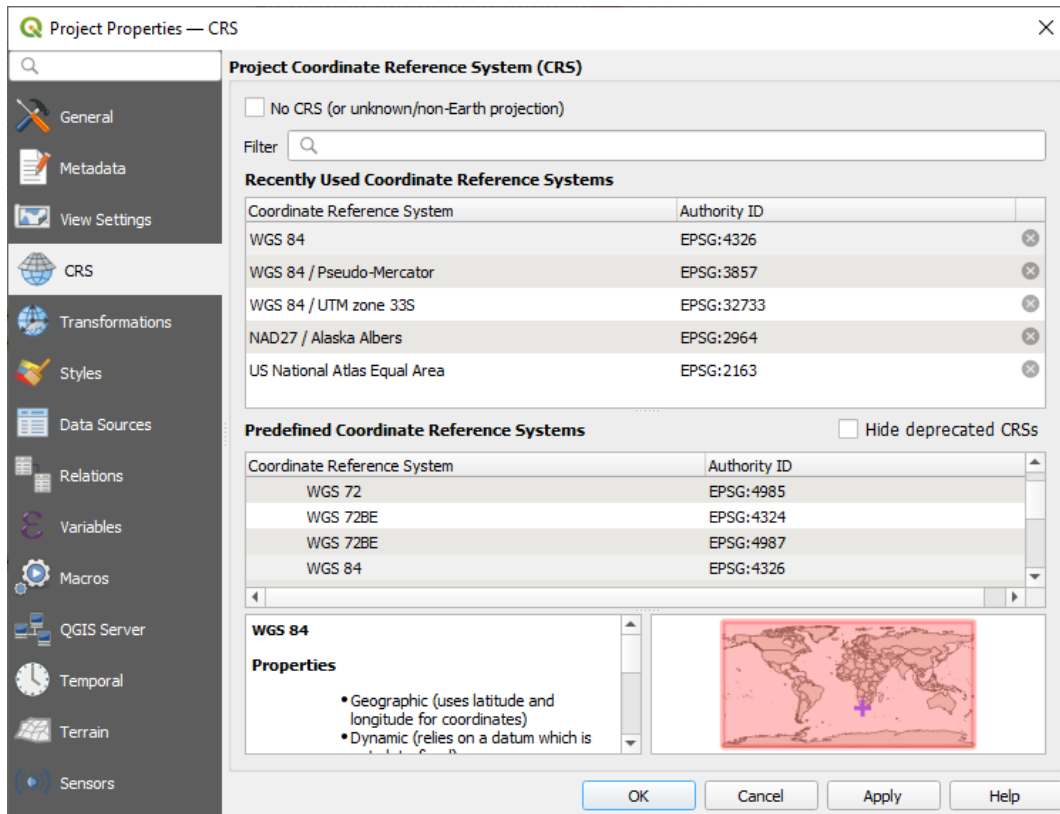 Project Properties — CRS
Project Coordinate Reference System (CRS)
General
Metadata
View Settings
CRS
Transformations
Styles
Data Sources
Relations
Variables
Macros
QGIS Server
Temporal
Terrain
Sensors
No CRS (or unknown/non-Earth projection)
Filter
Recently Used Coordinate Reference Systems
Coordinate Reference System Authority ID
WGS 84 EPSG:4326
WGS 84 / Pseudo-Mercator EPSG:3857
WGS 84 / UTM zone 33S EPSG:32733
NAD27 / Alaska Albers EPSG:2964
US National Atlas Equal Area EPSG:2163
Predefined Coordinate Reference Systems Hide deprecated CRSs
Coordinate Reference System Authority ID
WGS 72 EPSG:4985
WGS 72BE EPSG:4324
WGS 72BE EPSG:4987
WGS 84 EPSG:4326
WGS 84
Properties
• Geographic (uses latitude and
longitude for coordinates)
• Dynamic (relies on a datum which is
OK Cancel Apply Help